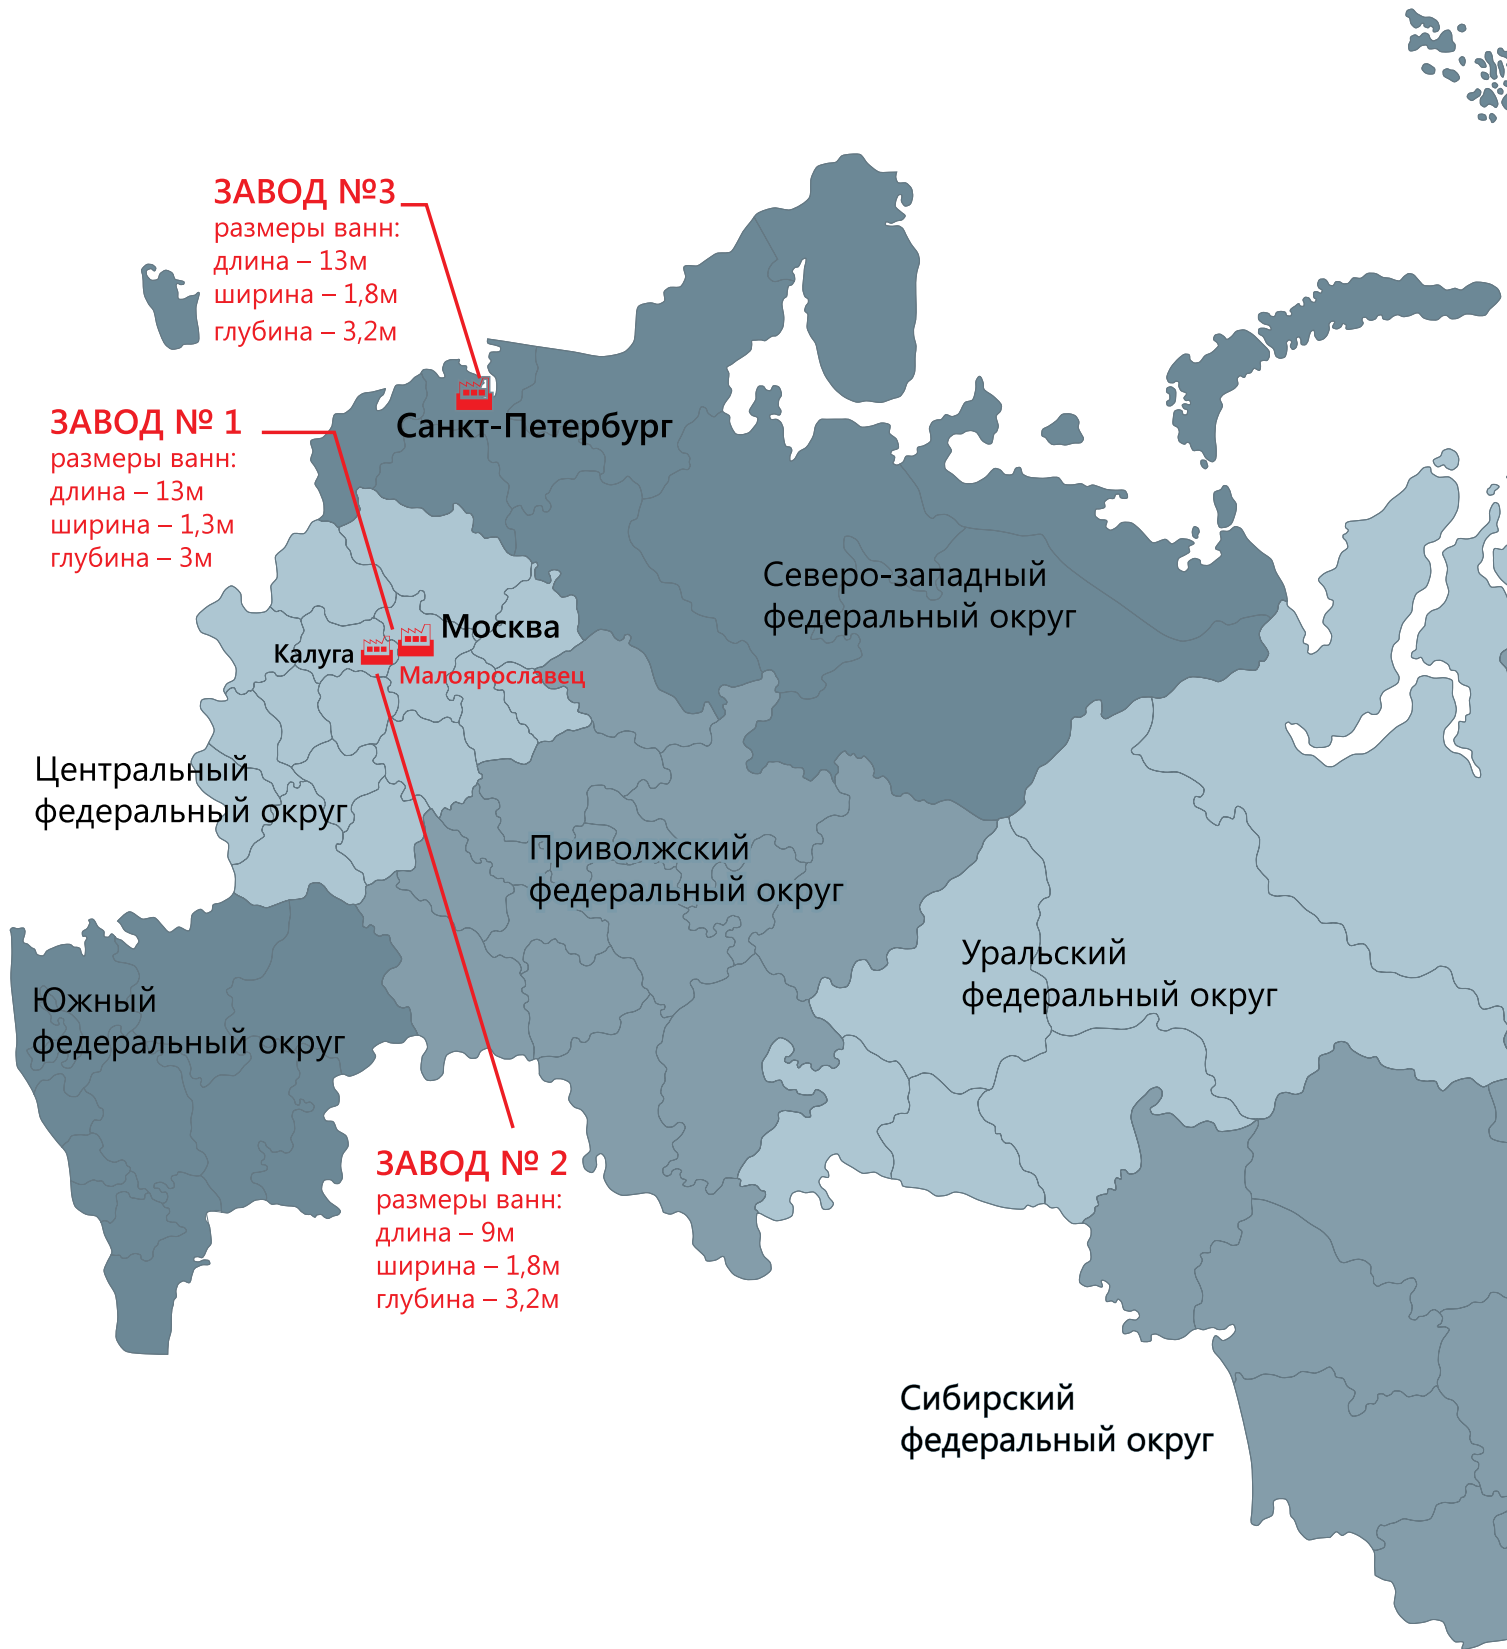 ЗАВОД №3
размеры ванн:
длина – 13м
ширина – 1,8м
глубина – 3,2м
ЗАВОД № 1
размеры ванн:
длина – 13м
ширина – 1,3м
глубина – 3м
Санкт-Петербург
Северо-западный
федеральный округ
Москва
Калуга
Малоярославец
Центральный
федеральный округ
Приволжский
федеральный округ
Уральский
федеральный округ
Южный
федеральный округ
ЗАВОД № 2
размеры ванн:
длина – 9м
ширина – 1,8м
глубина – 3,2м
Сибирский
федеральный округ